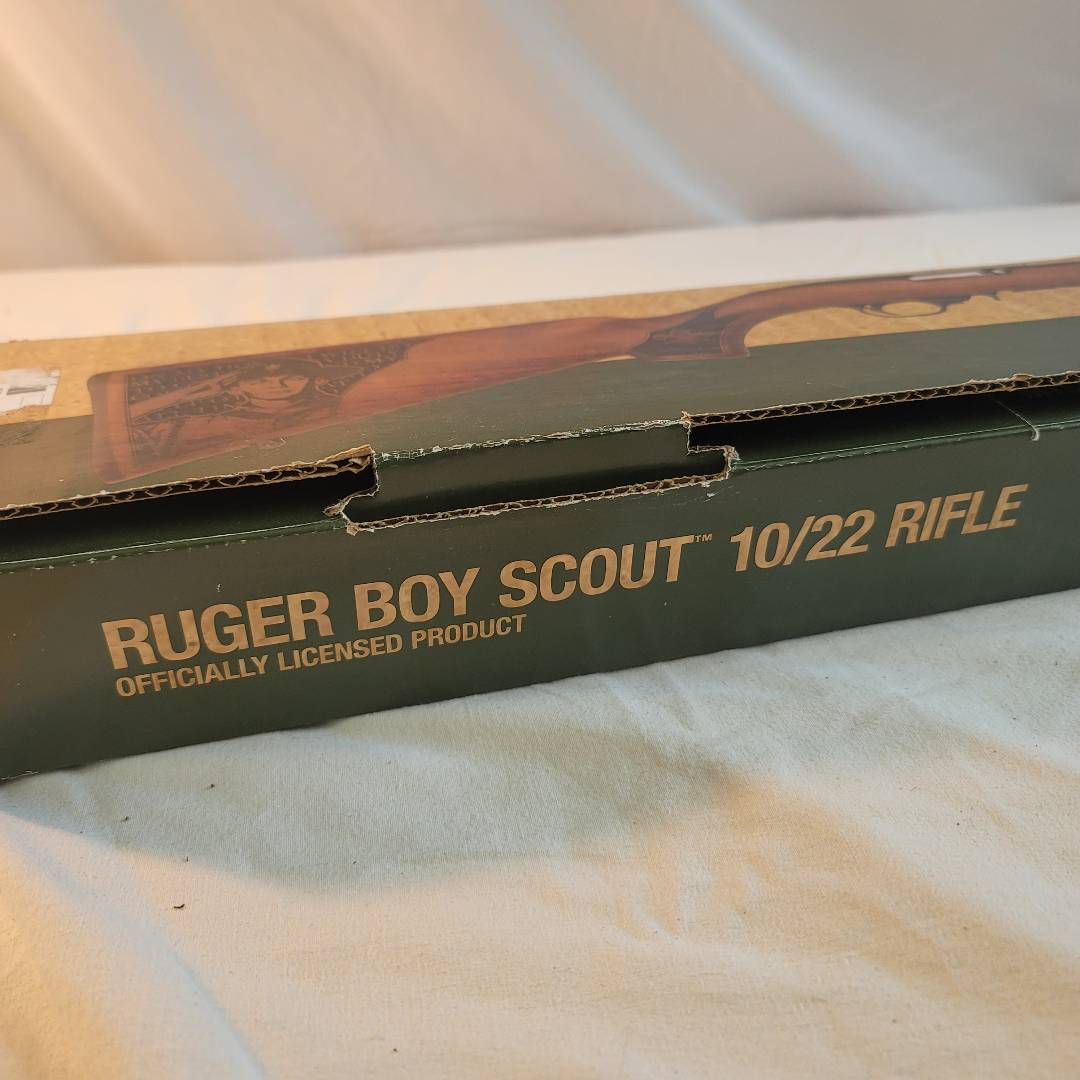 RUGER BOY SCOUT™ 10/22 RIFLE
OFFICIALLY LICENSED PRODUCT